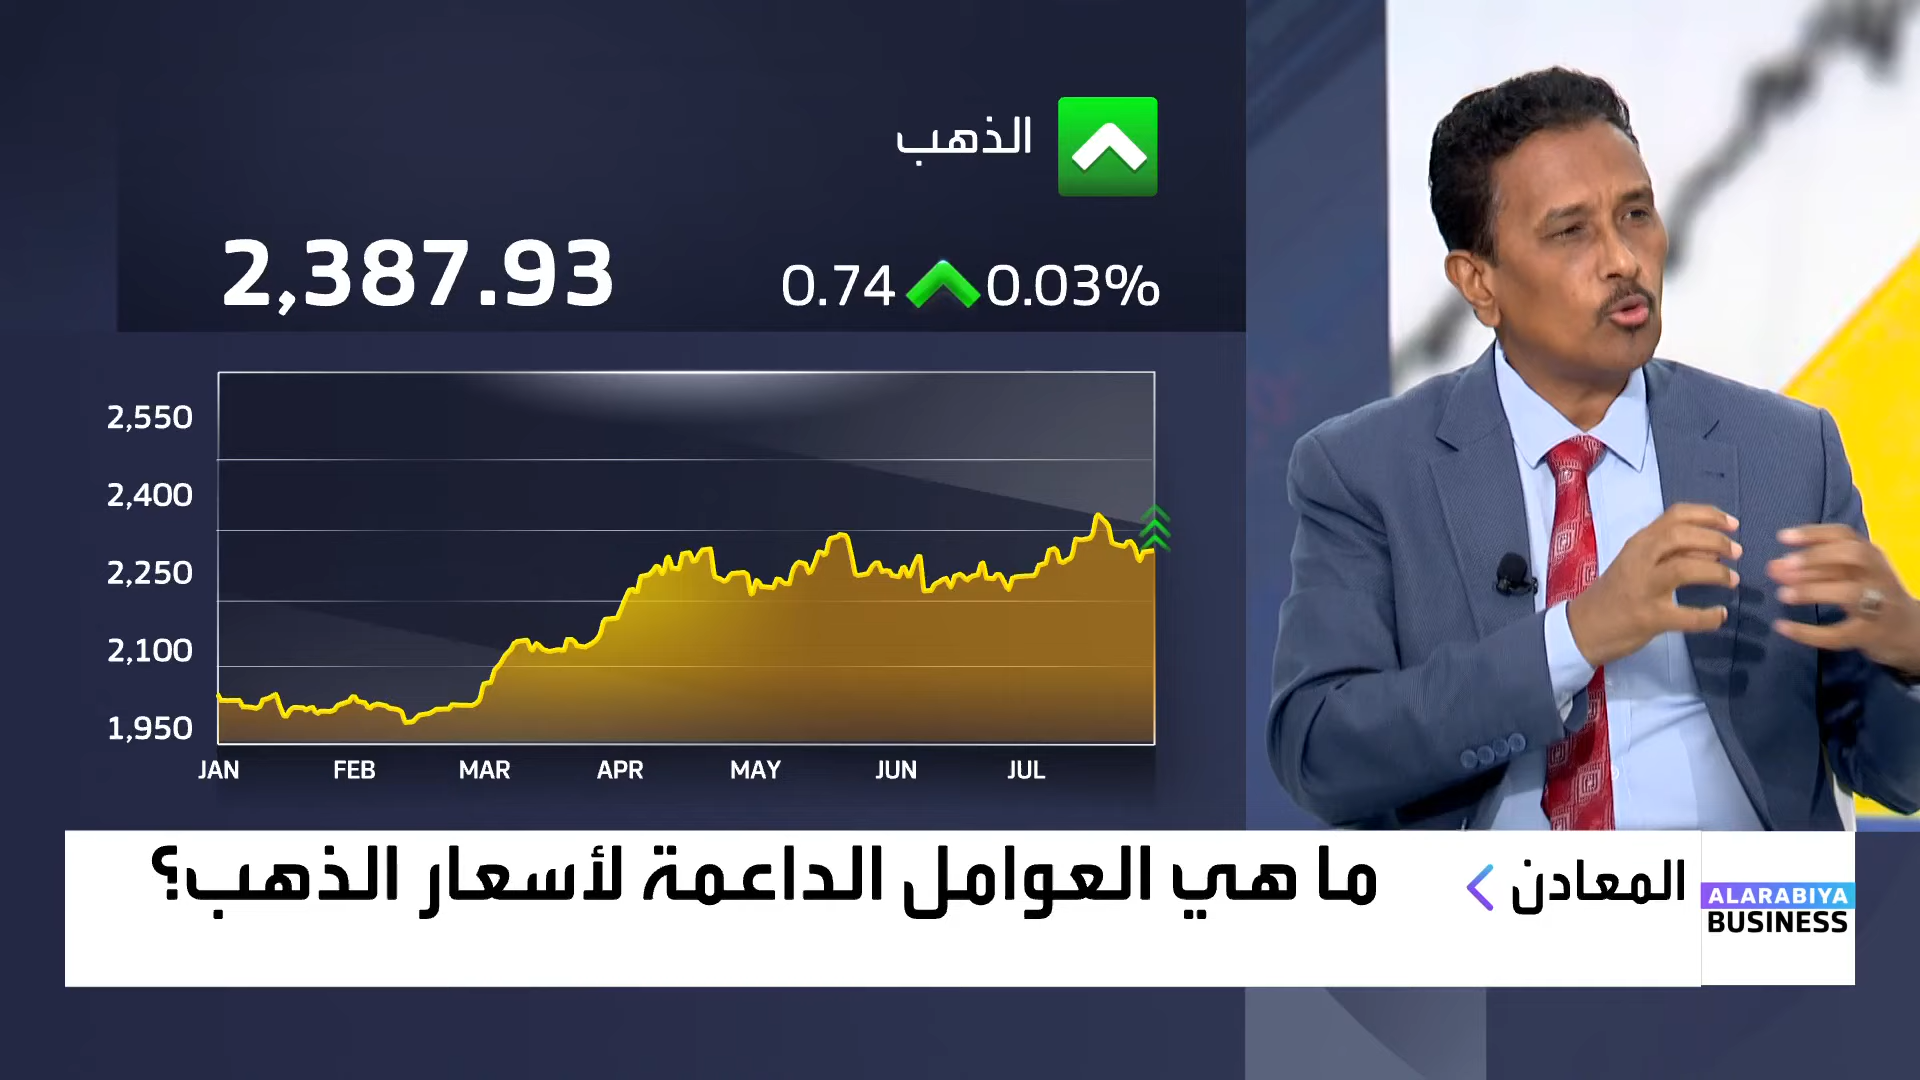 الذهب
2,387.93
0.74 0.03%
2,550
2,400
2,250
2,100
1,950
JAN FEB MAR APR MAY JUN JUL
المعادن
ما هي العوامل الداعمة لأسعار الذهب؟
ALARABIYA
BUSINESS